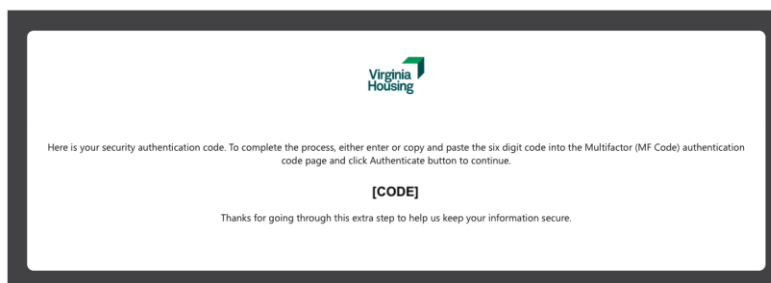 Virginia
Housing
Here is your security authentication code. To complete the process, either enter or copy and paste the six digit code into the Multifactor (MF Code) authentication
code page and click Authenticate button to continue.
[CODE]
Thanks for going through this extra step to help us keep your information secure.